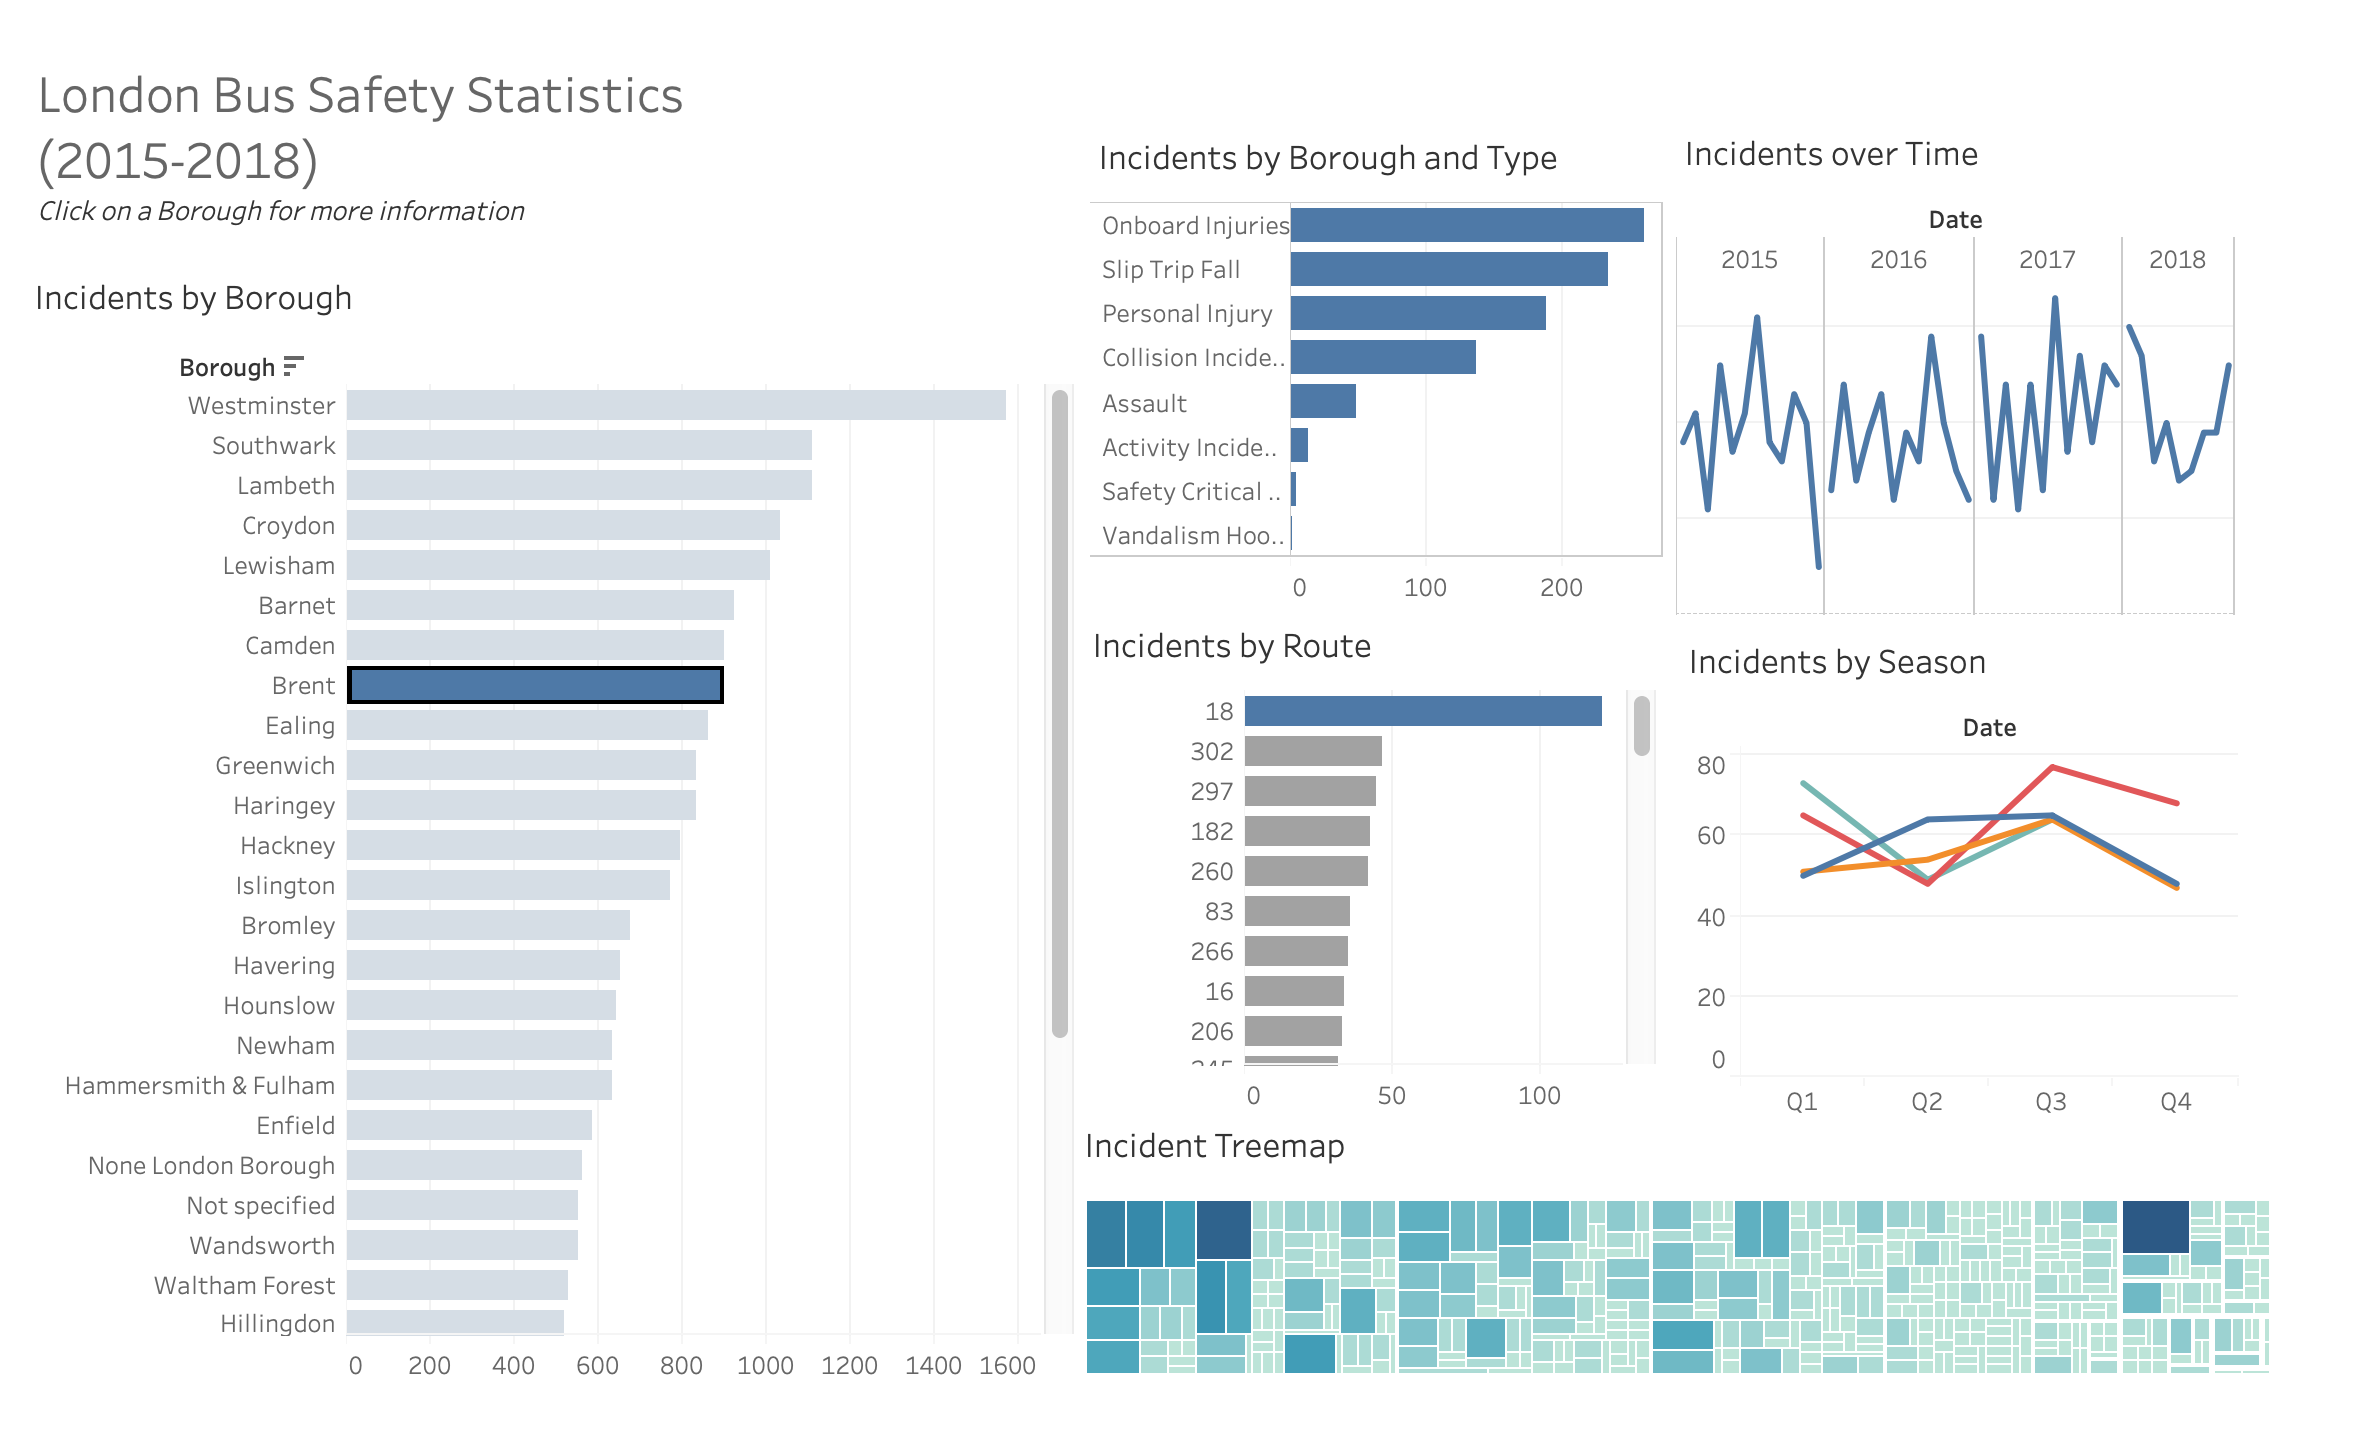 London Bus Safety Statistics
(2015-2018)
Click on a Borough for more information
Incidents by Borough
Borough
Westminster
Southwark
Lambeth
Croydon
Lewisham
Barnet
Camden
Brent
Ealing
Greenwich
Haringey
Hackney
Islington
Bromley
Havering
Hounslow
Newham
Hammersmith & Fulham
Enfield
None London Borough
Not specified
Wandsworth
Waltham Forest
Hillingdon
0 200 400 600 800 1000 1200 1400 1600
Incidents by Borough and Type
Onboard Injuries
Slip Trip Fall
Personal Injury
Collision Incide..
Assault
Activity Incide..
Safety Critical ..
Vandalism Hoo..
0 100 200
Incidents over Time
Date
2015 2016 2017 2018
Incidents by Route
18
302
297
182
260
83
266
16
206
0 50 100
Incidents by Season
Date
80
60
40
20
0
Q1 Q2 Q3 Q4
Incident Treemap